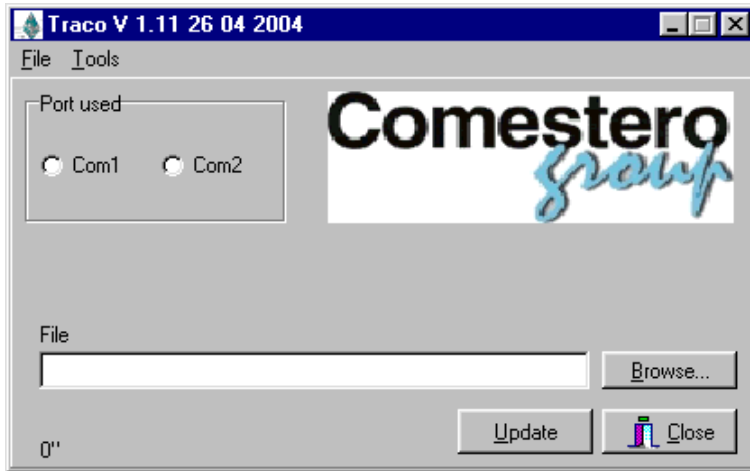 Traco V 1.11 26 04 2004
File Tools
Port used
Com1 Com2
Comestero
group
File
Browse...
Update Close
0''